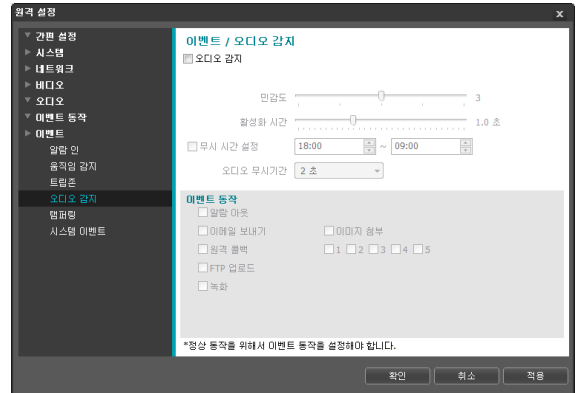 원격 설정
x
간편 설정
시스템
네트워크
비디오
오디오
이벤트 동작
이벤트
알람 인
움직임 감지
트립존
오디오 감지
탬퍼링
시스템 이벤트
이벤트 / 오디오 감지
오디오 감지
민감도 3
활성화 시간 1.0 초
무시 시간 설정 18:00 ~ 09:00
오디오 무시기간 2 초
이벤트 동작
알람 아웃
이메일 보내기 이미지 첨부
원격 콜백 1 2 3 4 5
FTP 업로드
녹화
*정상 동작을 위해서 이벤트 동작을 설정해야 합니다.
확인 취소 적용